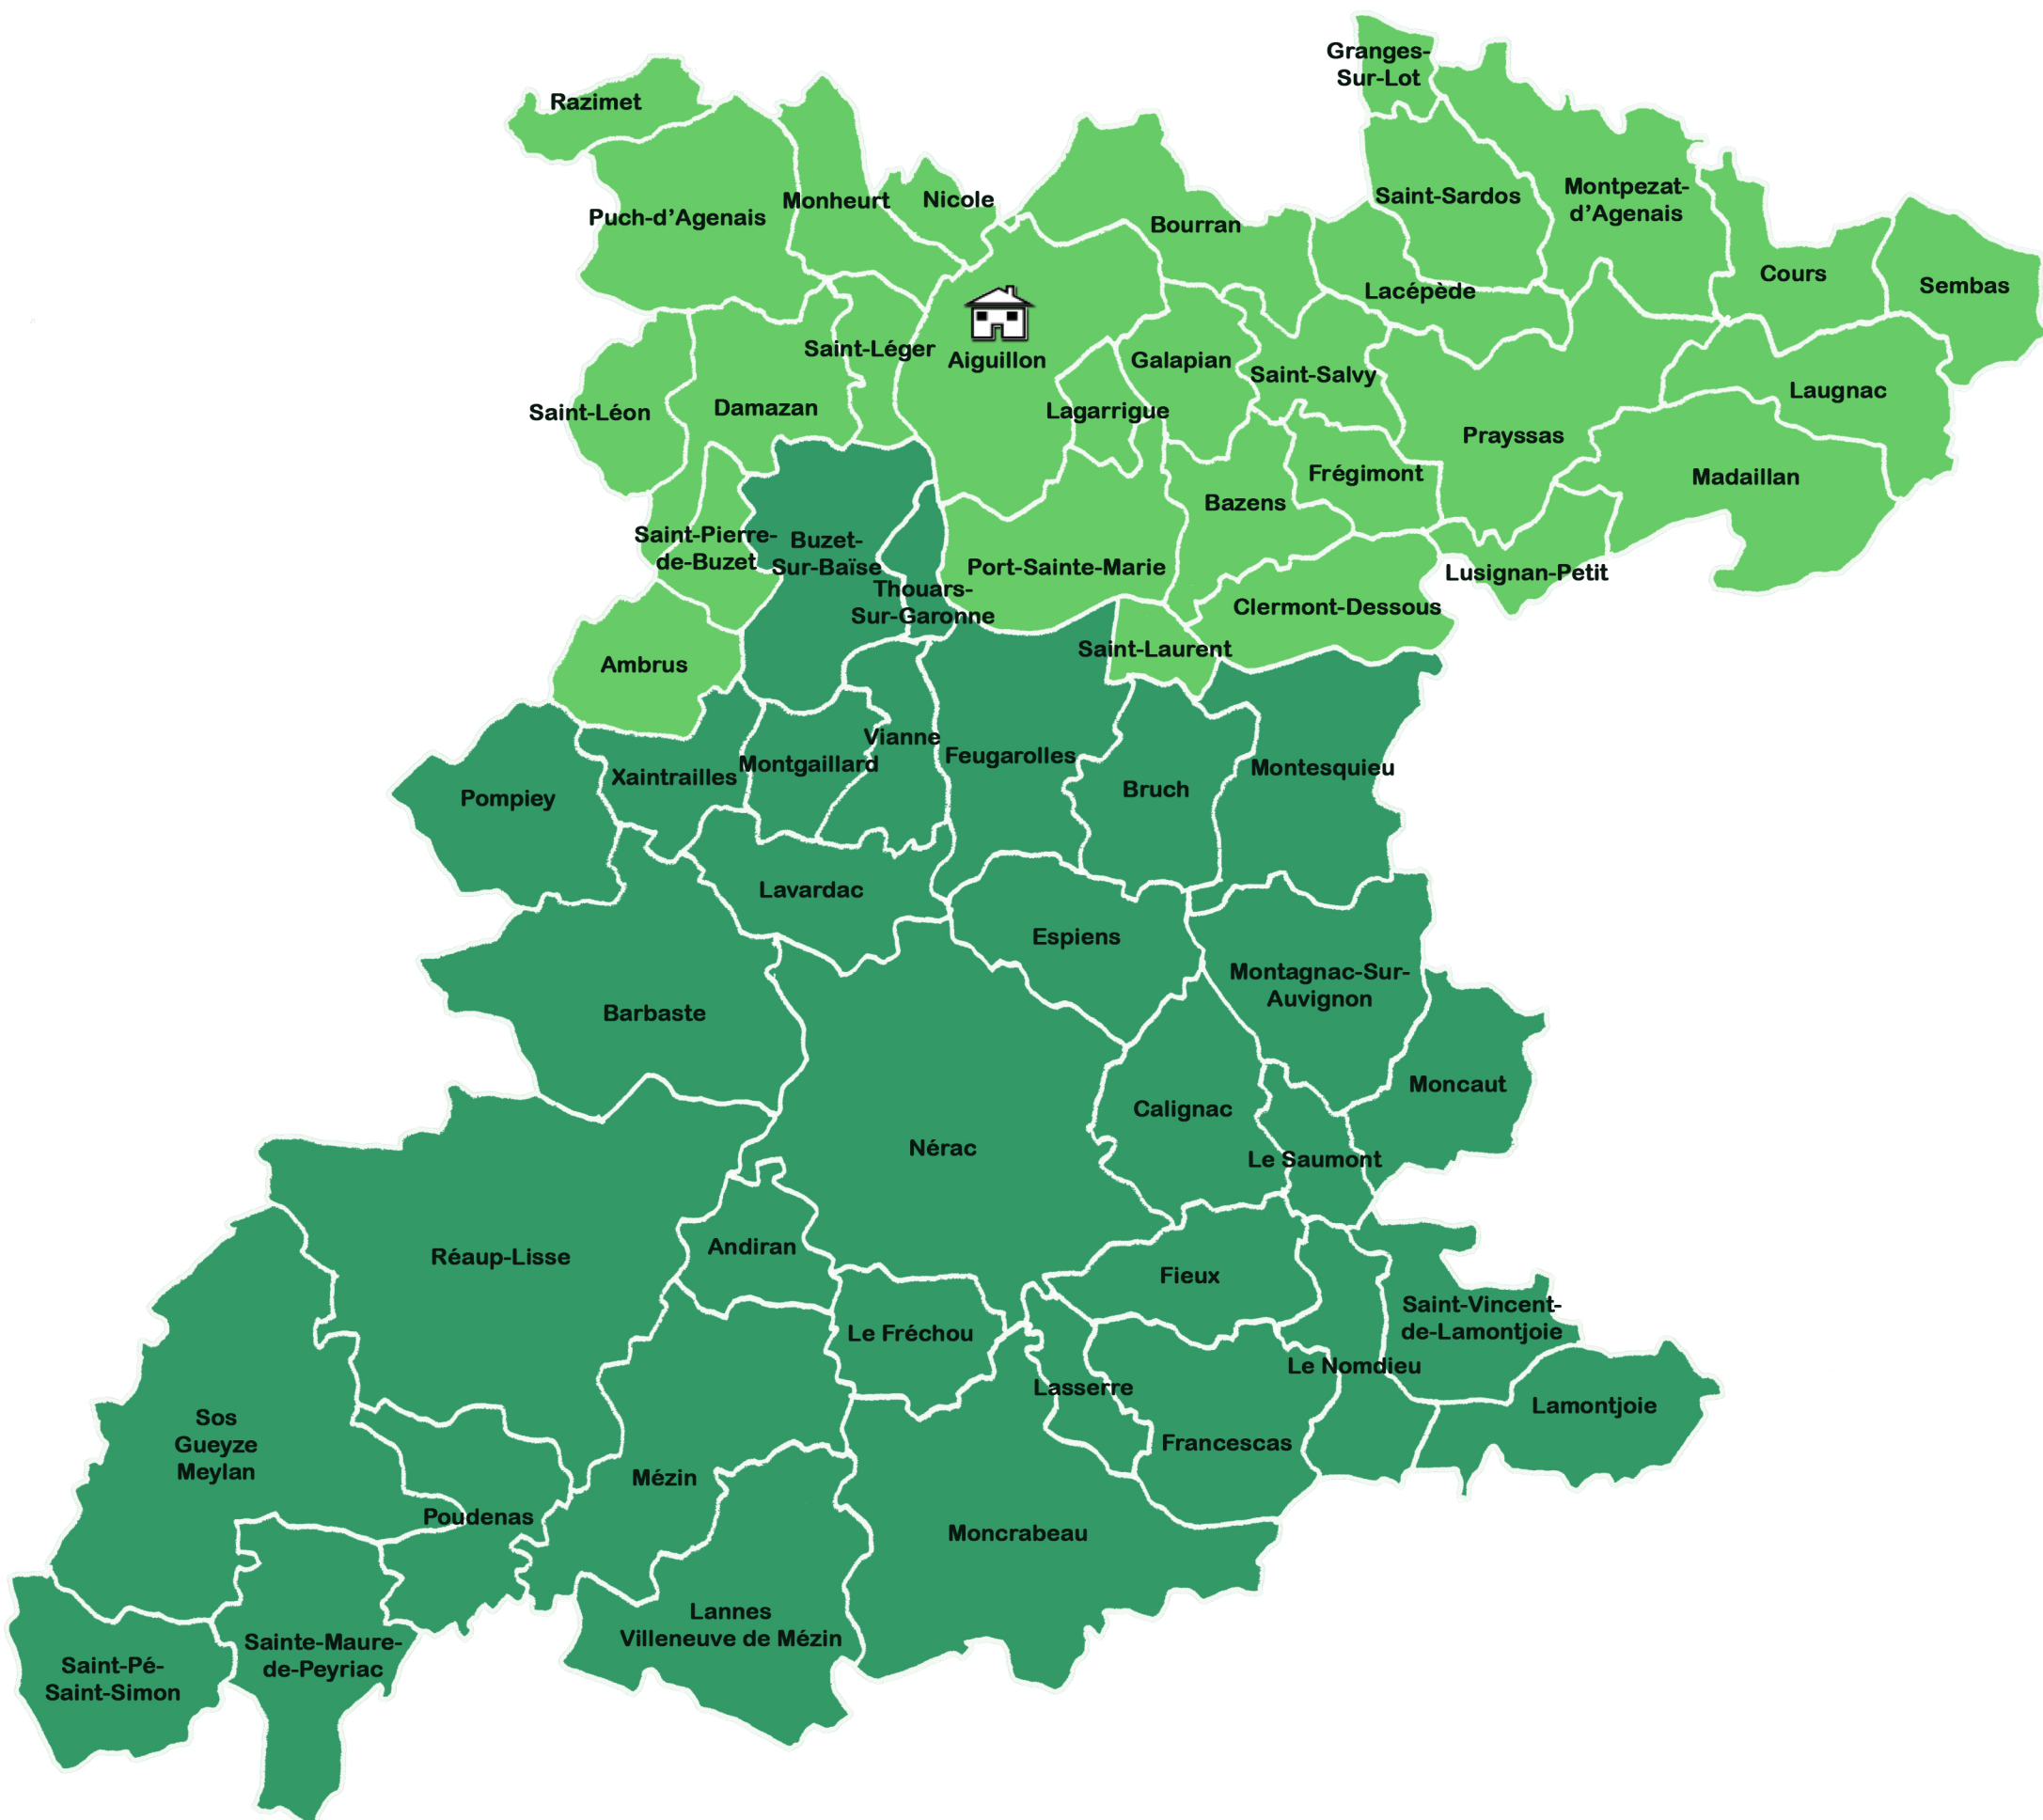 Granges-
Sur-Lot
Razimet
Monheurt
Nicole
Puch-d’Agenais
Bourran
Saint-Sardos
Montpezat-
d’Agenais
Cours
Sembas
Lacépède
Saint-Léger
Aiguillon
Galapian
Saint-Salvy
Laugnac
Saint-Léon
Damazan
Lagarrigue
Prayssas
Frégimont
Madaillan
Bazens
Saint-Pierre-
de-Buzet
Buzet-
Sur-Baïse
Port-Sainte-Marie
Lusignan-Petit
Thouars-
Sur-Garonne
Clermont-Dessous
Saint-Laurent
Ambrus
Vianne
Feugarolles
Montgaillard
Xaintrailles
Montesquieu
Bruch
Pompiey
Lavardac
Espiens
Montagnac-Sur-
Auvignon
Barbaste
Moncaut
Calignac
Nérac
Le Saumont
Andiran
Réaup-Lisse
Fieux
Saint-Vincent-
de-Lamontjoie
Le Fréchou
Le Nomdieu
Lasserre
Lamontjoie
Sos
Gueyze
Meylan
Francescas
Mézin
Poudenas
Moncrabeau
Lannes
Villeneuve de Mézin
Sainte-Maure-
de-Peyriac
Saint-Pé-
Saint-Simon